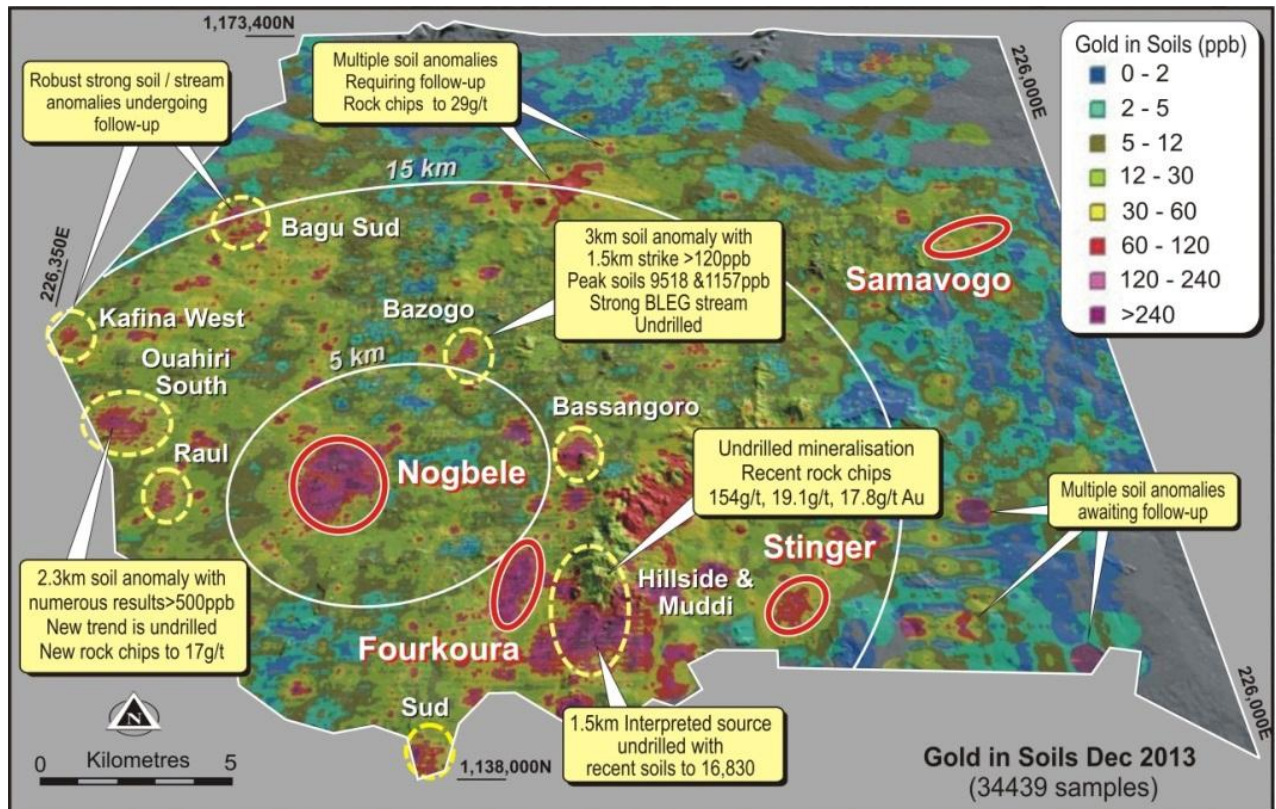 1,173,400N
226,000E
Gold in Soils (ppb)
0 - 2
2 - 5
5 - 12
12 - 30
30 - 60
60 - 120
120 - 240
>240
Robust strong soil / stream
anomalies undergoing
follow-up
Multiple soil anomalies
Requiring follow-up
Rock chips to 29g/t
15 km
Bagu Sud
3km soil anomaly with
1.5km strike >120ppb
Peak soils 9518 &1157ppb
Strong BLEG stream
Undrilled
Samavogo
226,350E
Kafina West
Bazogo
Ouahiri
South
5 km
Bassangoro
Raul
Nogbele
Undrilled mineralisation
Recent rock chips
154g/t, 19.1g/t, 17.8g/t Au
Multiple soil anomalies
awaiting follow-up
Stinger
Hillside &
Muddi
2.3km soil anomaly with
numerous results>500ppb
New trend is undrilled
New rock chips to 17g/t
Fourkoura
Sud
1.5km Interpreted source
undrilled with
recent soils to 16,830
226,000E
N
Kilometres
0 5
1,138,000N
Gold in Soils Dec 2013
(34439 samples)